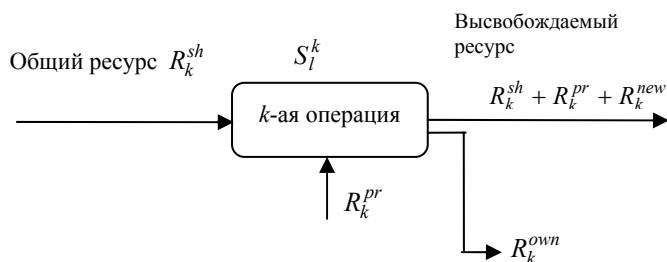 Общий ресурс $R_k^{sh}$
$S_l^k$
Высвобождаемый
ресурс
$R_k^{sh} + R_k^{pr} + R_k^{new}$
k-ая операция
$R_k^{pr}$
$R_k^{own}$